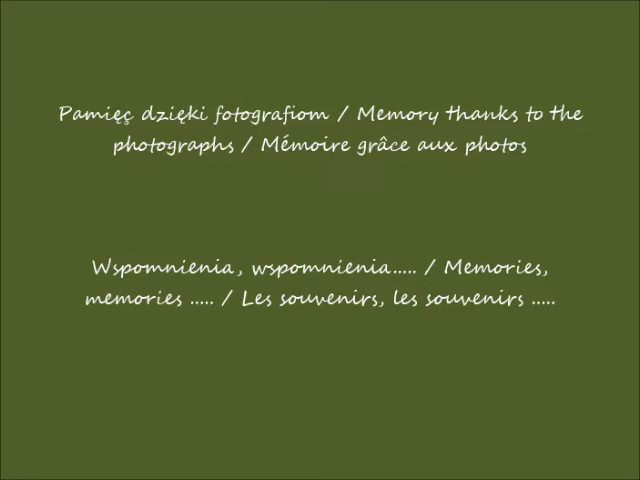 Pamięç dzięki fotografiom / Memory thanks to the
photographs / Mémoire grâce aux photos
Wspomnienia, wspomnienia..... / Memories,
memories ..... / Les souvenirs, les souvenirs .....